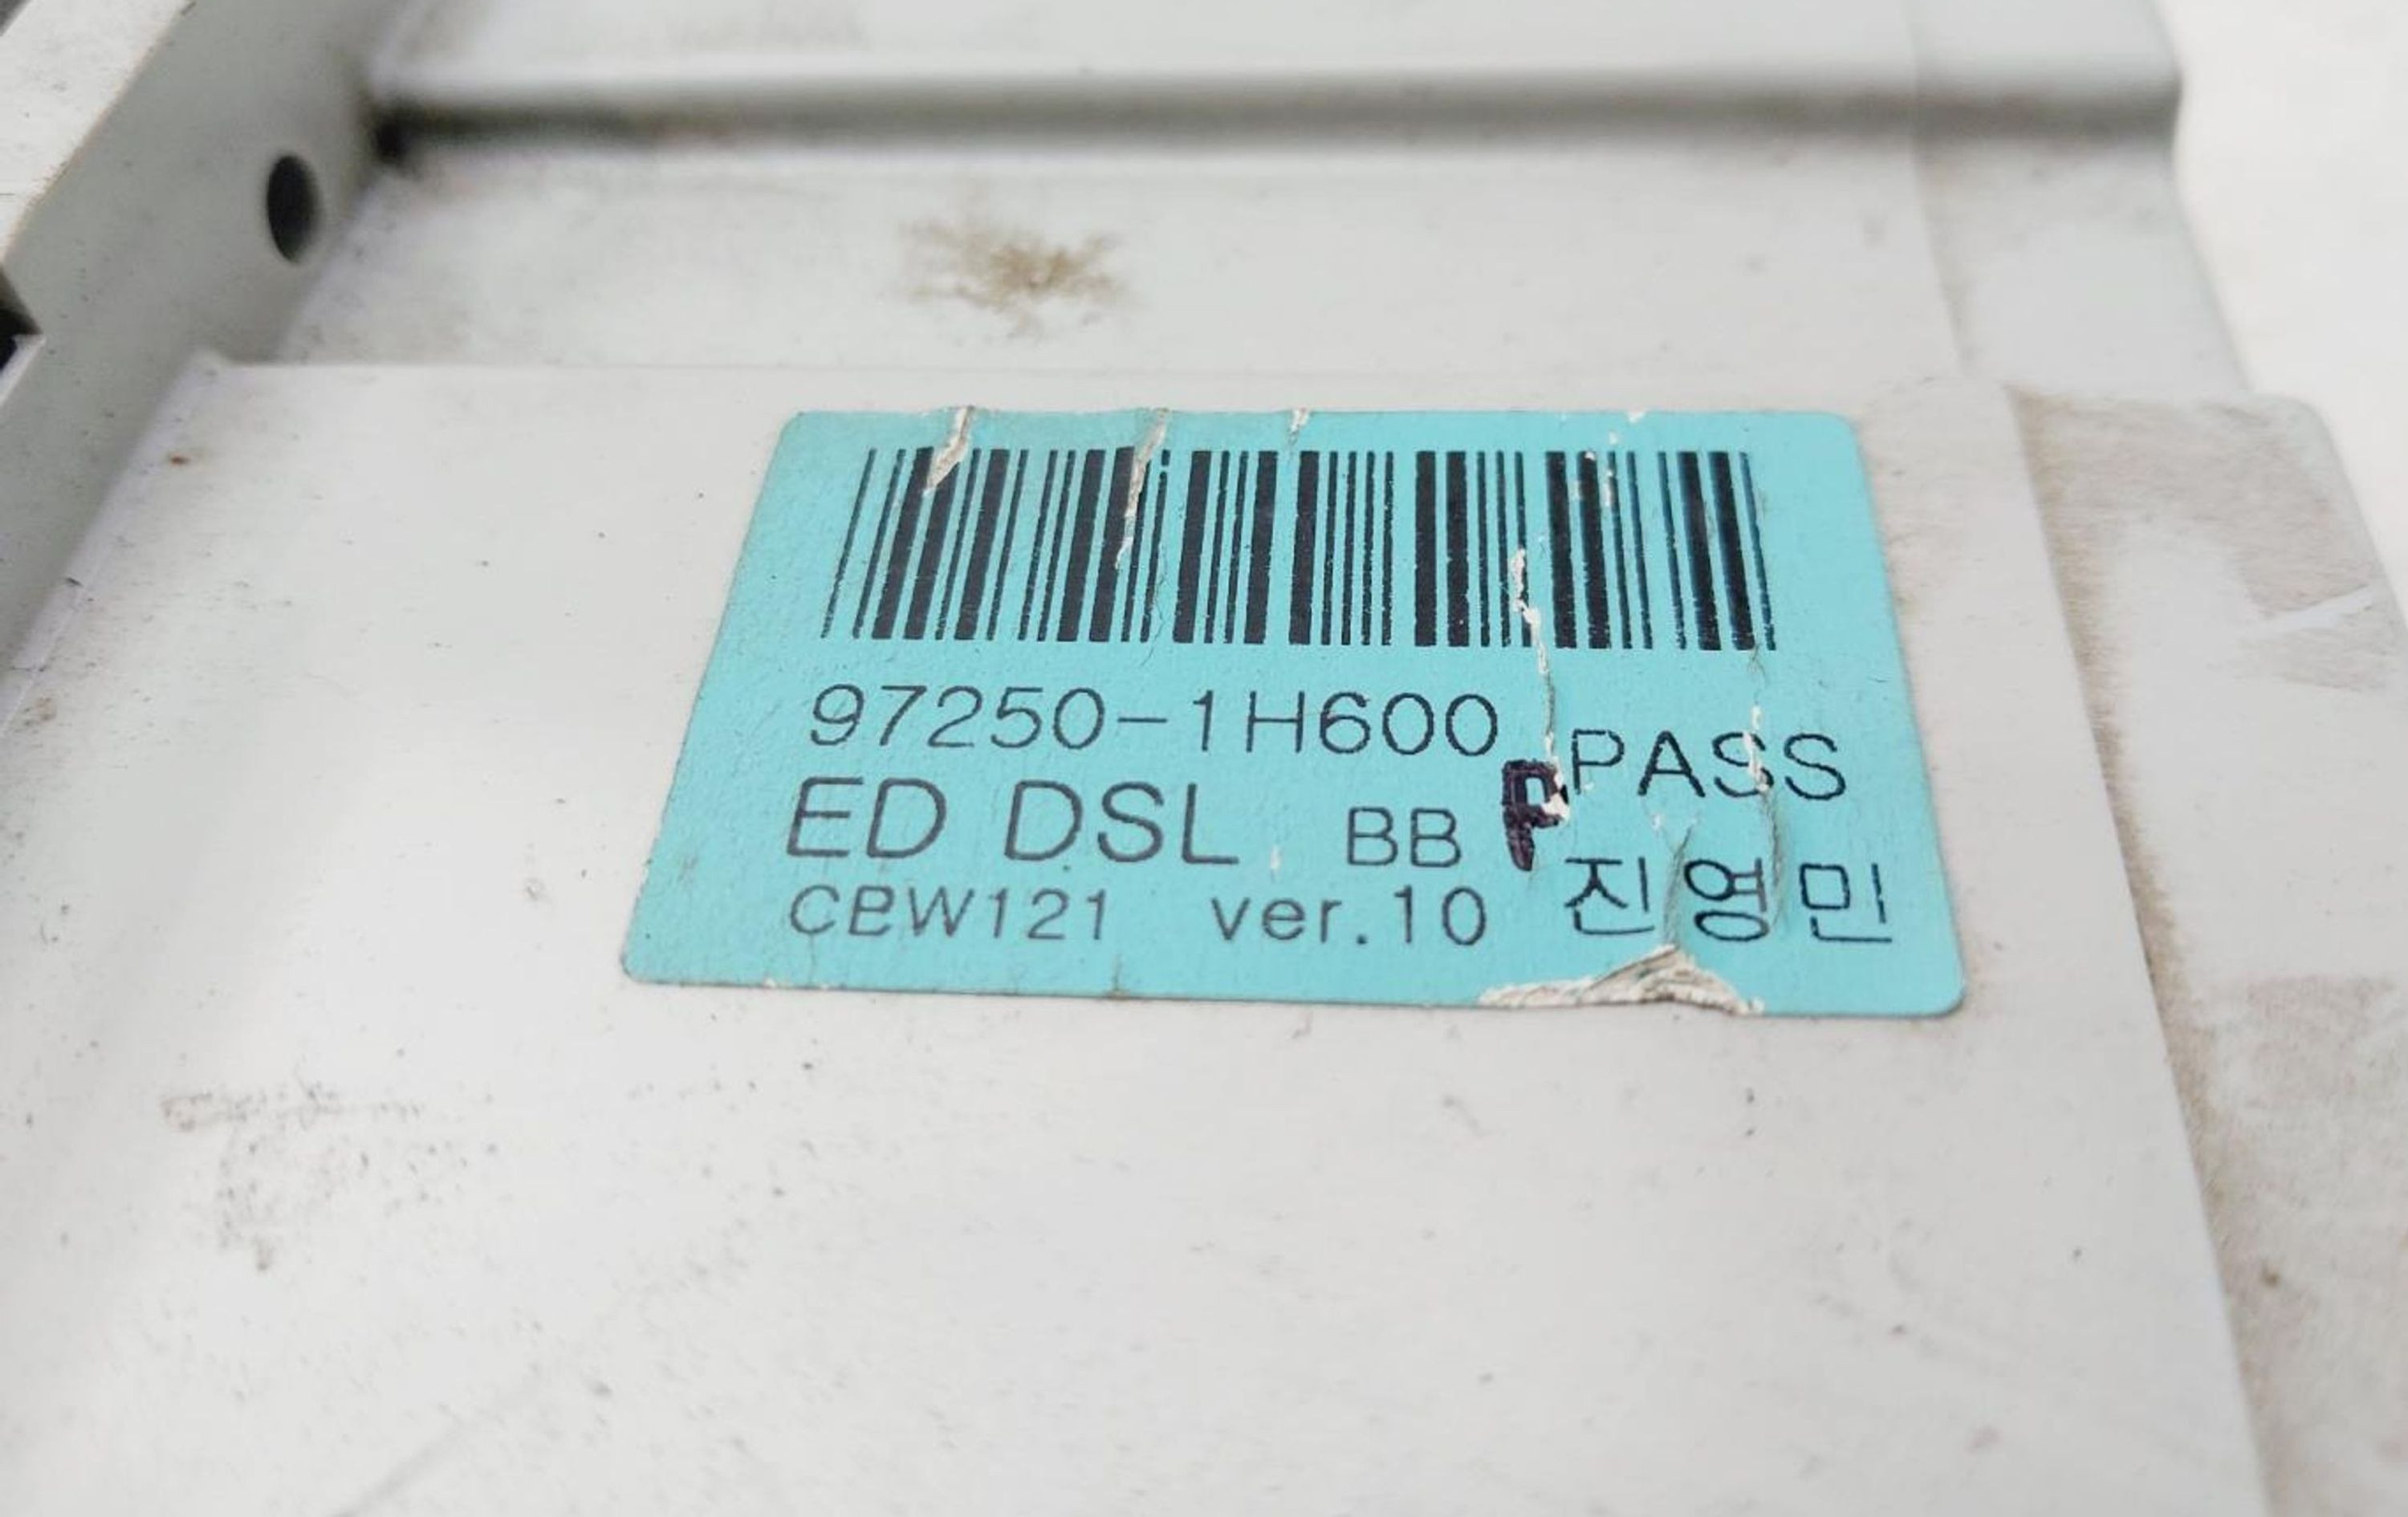 97250-1H600
PASS
ED DSL BB P
CBW121 ver.10 진영민